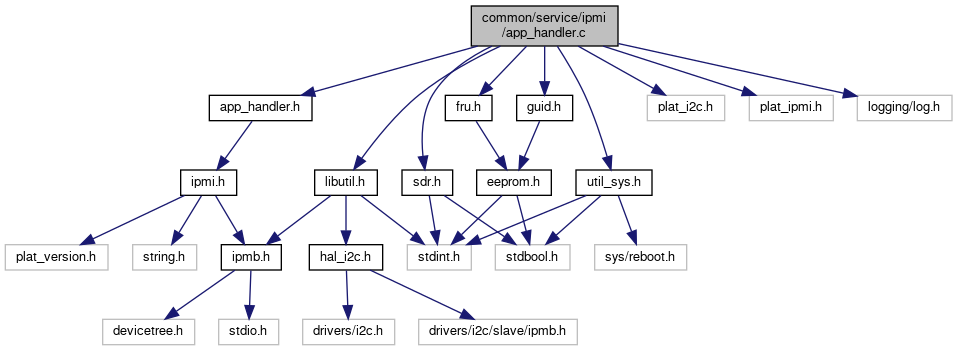 common/service/ipmi
/app_handler.c
app_handler.h
fru.h
guid.h
plat_i2c.h
plat_ipmi.h
logging/log.h
ipmi.h
libutil.h
sdr.h
eeprom.h
util_sys.h
plat_version.h
string.h
ipmb.h
hal_i2c.h
stdint.h
stdbool.h
sys/reboot.h
devicetree.h
stdio.h
drivers/i2c.h
drivers/i2c/slave/ipmb.h